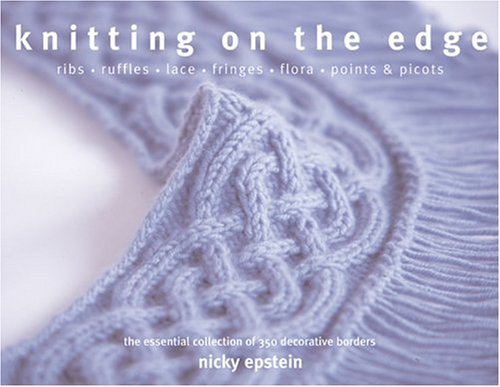 knitting on the edge
ribs • ruffles • lace • fringes • flora • points & picots
the essential collection of 350 decorative borders
nicky epstein